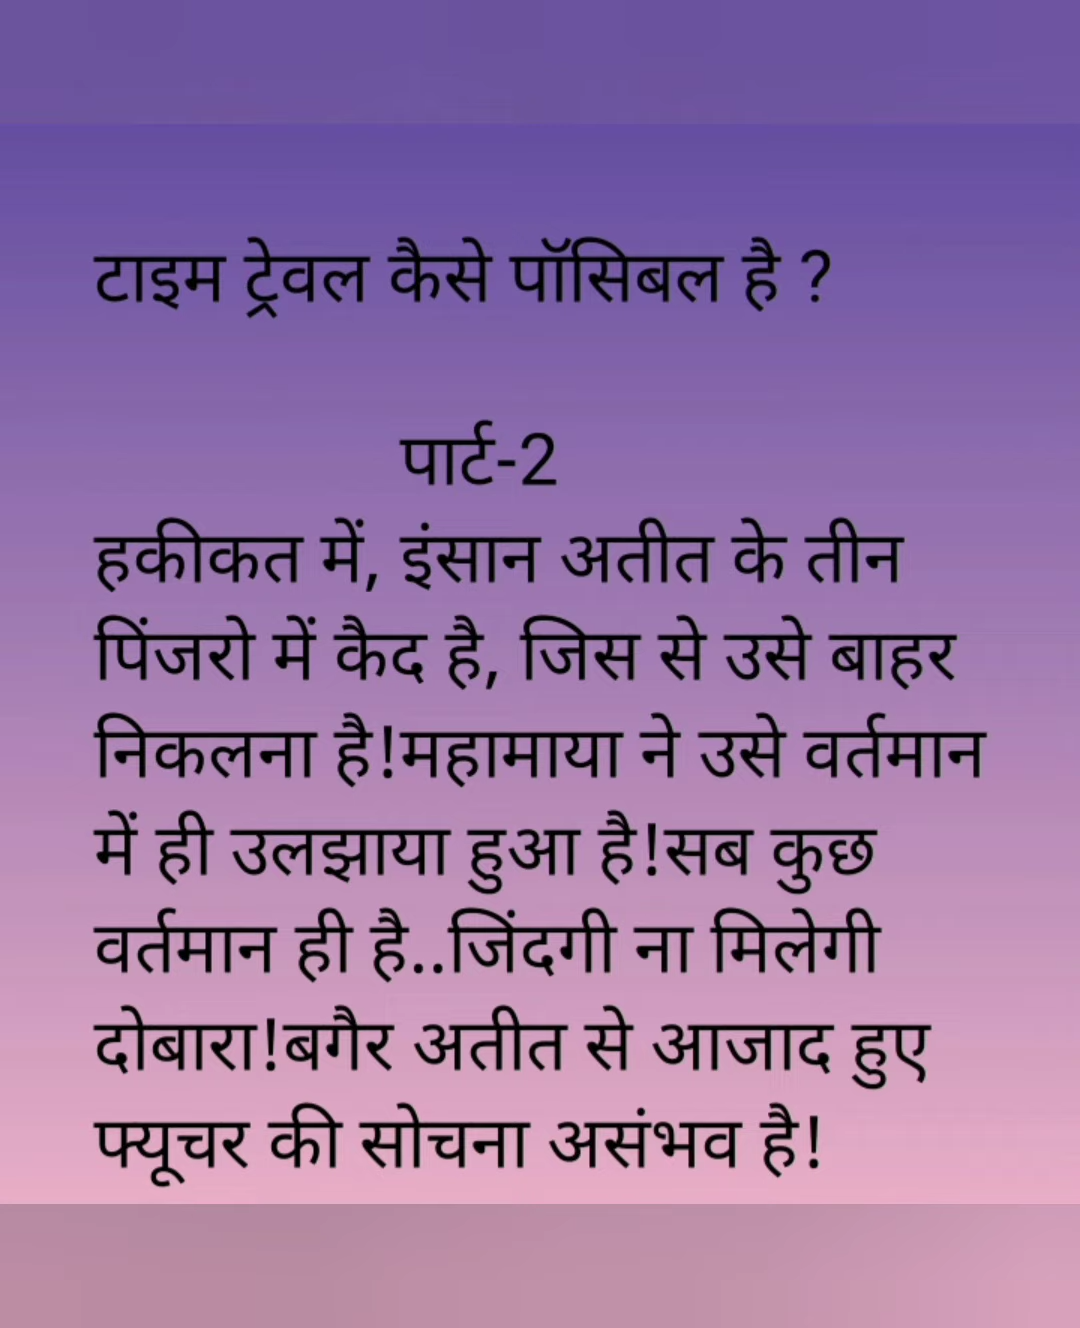 टाइम ट्रेवल कैसे पॉसिबल है ?
पार्ट-2
हकीकत में, इंसान अतीत के तीन
पिंजरो में कैद है, जिस से उसे बाहर
निकलना है!महामाया ने उसे वर्तमान
में ही उलझाया हुआ है!सब कुछ
वर्तमान ही है..जिंदगी ना मिलेगी
दोबारा!बगैर अतीत से आजाद हुए
फ्यूचर की सोचना असंभव है!